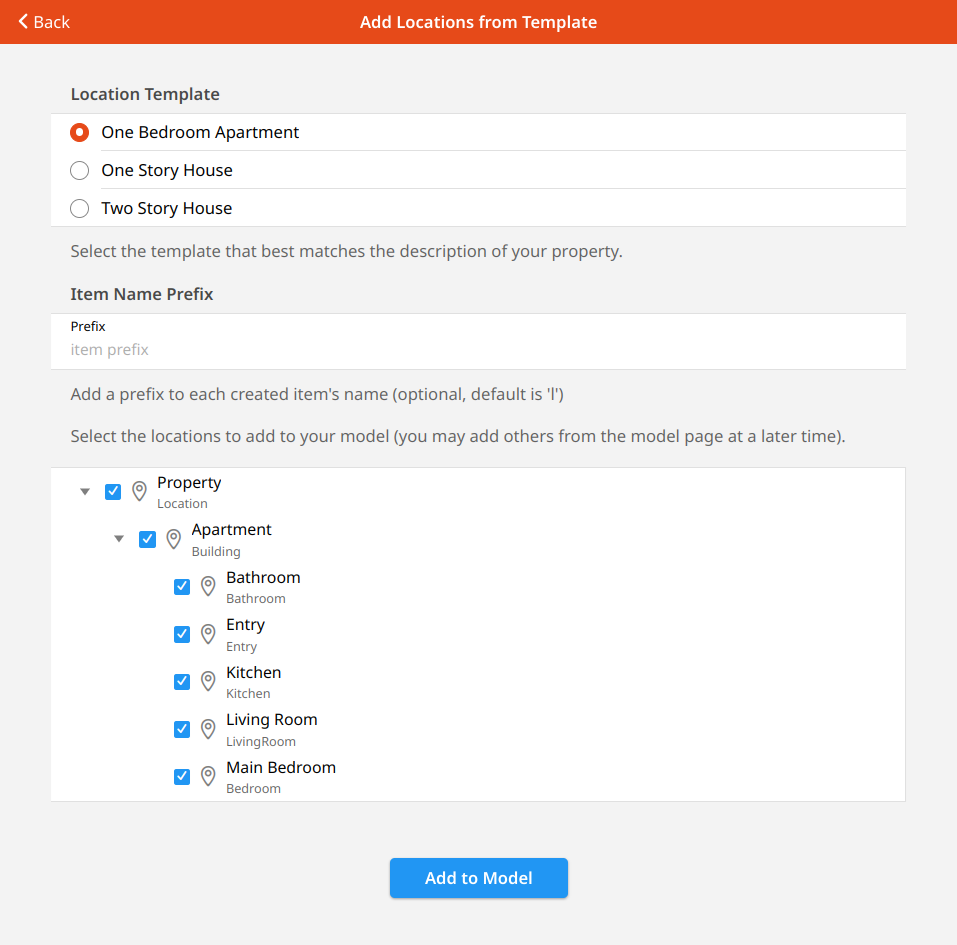 Back
Add Locations from Template
Location Template
One Bedroom Apartment
One Story House
Two Story House
Select the template that best matches the description of your property.
Item Name Prefix
Prefix
item prefix
Add a prefix to each created item's name (optional, default is 'l')
Select the locations to add to your model (you may add others from the model page at a later time).
Property
Location
Apartment
Building
Bathroom
Bathroom
Entry
Entry
Kitchen
Kitchen
Living Room
LivingRoom
Main Bedroom
Bedroom
Add to Model